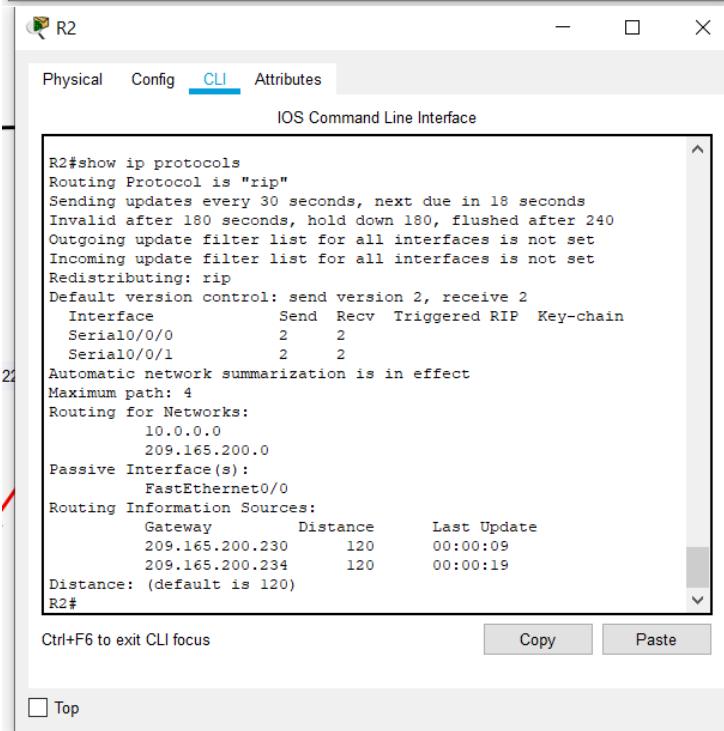 R2
Physical Config CLI Attributes
IOS Command Line Interface
R2#show ip protocols
Routing Protocol is "rip"
Sending updates every 30 seconds, next due in 18 seconds
Invalid after 180 seconds, hold down 180, flushed after 240
Outgoing update filter list for all interfaces is not set
Incoming update filter list for all interfaces is not set
Redistributing: rip
Default version control: send version 2, receive 2
Interface Send Recv Triggered RIP Key-chain
Serial0/0/0 2 2
Serial0/0/1 2 2
Automatic network summarization is in effect
Maximum path: 4
Routing for Networks:
10.0.0.0
209.165.200.0
Passive Interface(s):
FastEthernet0/0
Routing Information Sources:
Gateway Distance Last Update
209.165.200.230 120 00:00:09
209.165.200.234 120 00:00:19
Distance: (default is 120)
R2#
Ctrl+F6 to exit CLI focus
Copy Paste
Top
22